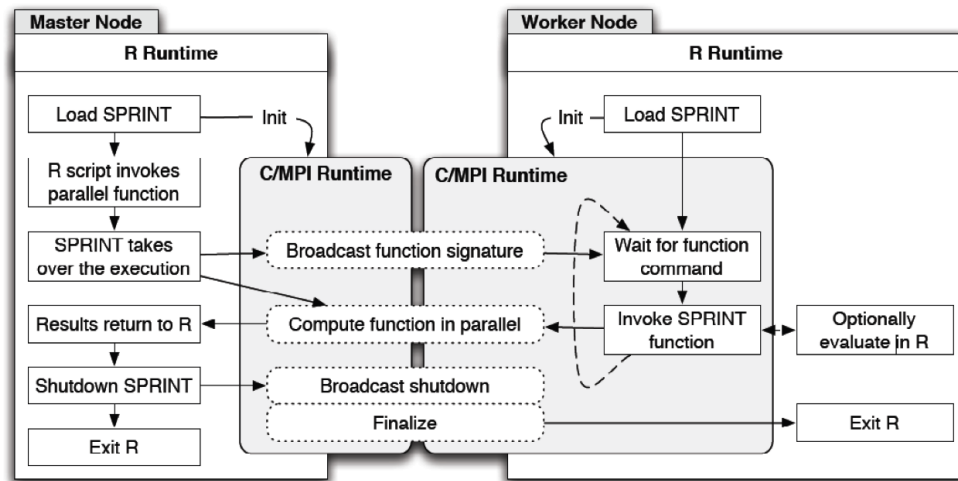 Master Node
R Runtime
Load SPRINT
Init
R script invokes
parallel function
SPRINT takes
over the execution
Results return to R
Shutdown SPRINT
Exit R
C/MPI Runtime
C/MPI Runtime
Broadcast function signature
Compute function in parallel
Broadcast shutdown
Finalize
Worker Node
R Runtime
Init
Load SPRINT
Wait for function
command
Invoke SPRINT
function
Optionally
evaluate in R
Exit R